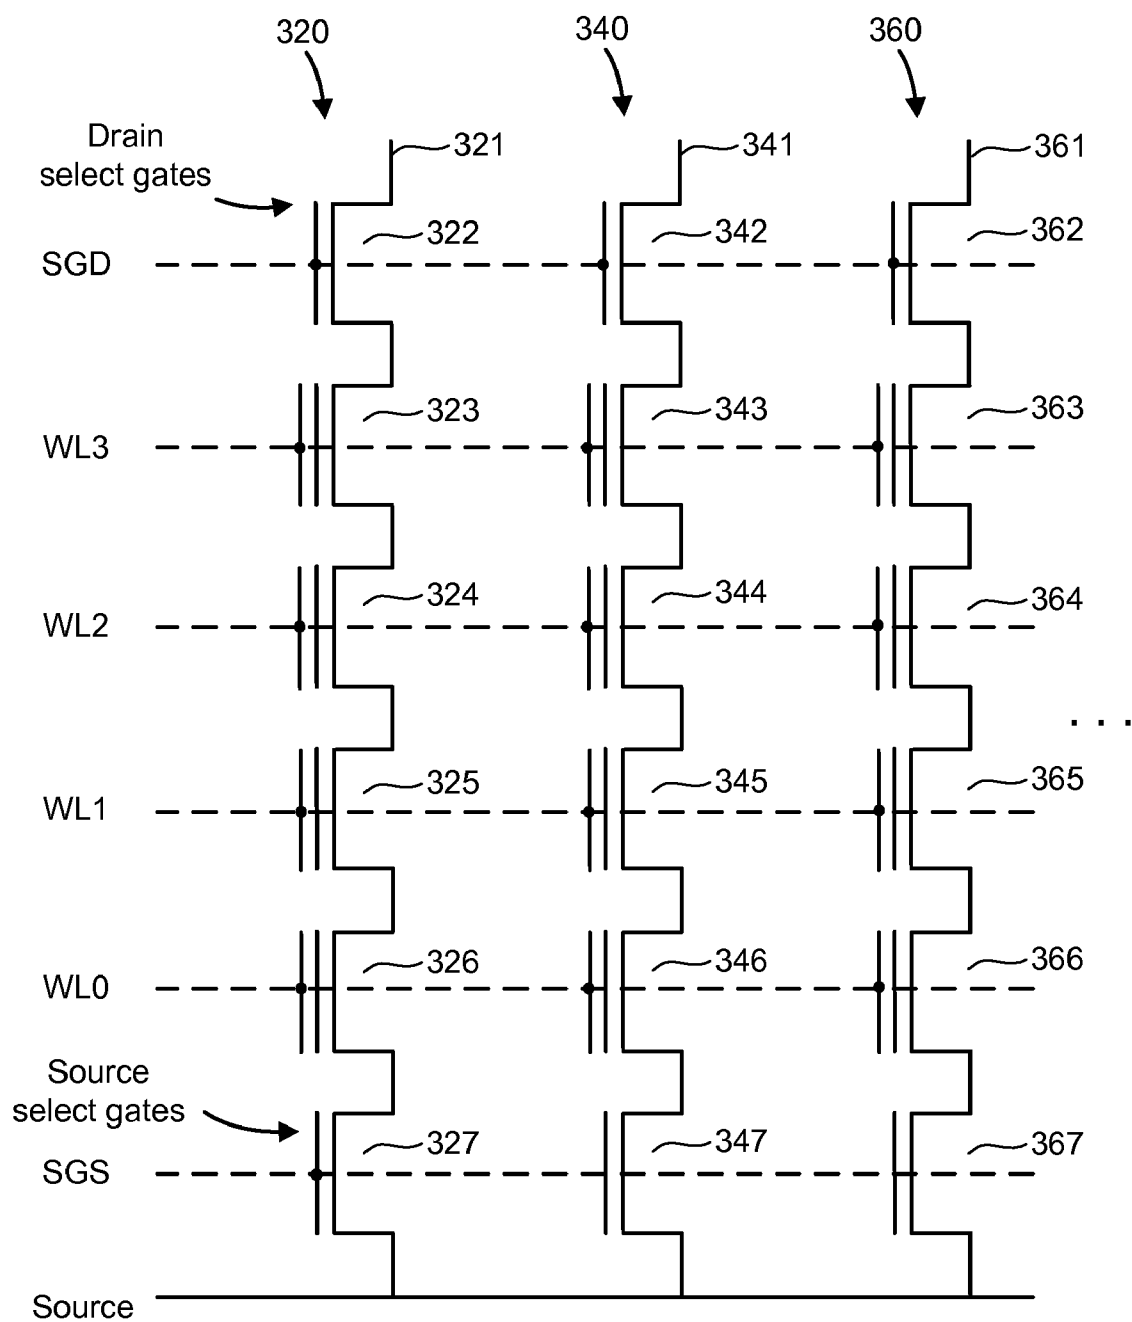 320 340 360
Drain
select gates
321 341 361
322 342 362
SGD
323 343 363
WL3
324 344 364
WL2
. . .
325 345 365
WL1
326 346 366
WL0
Source
select gates
327 347 367
SGS
Source